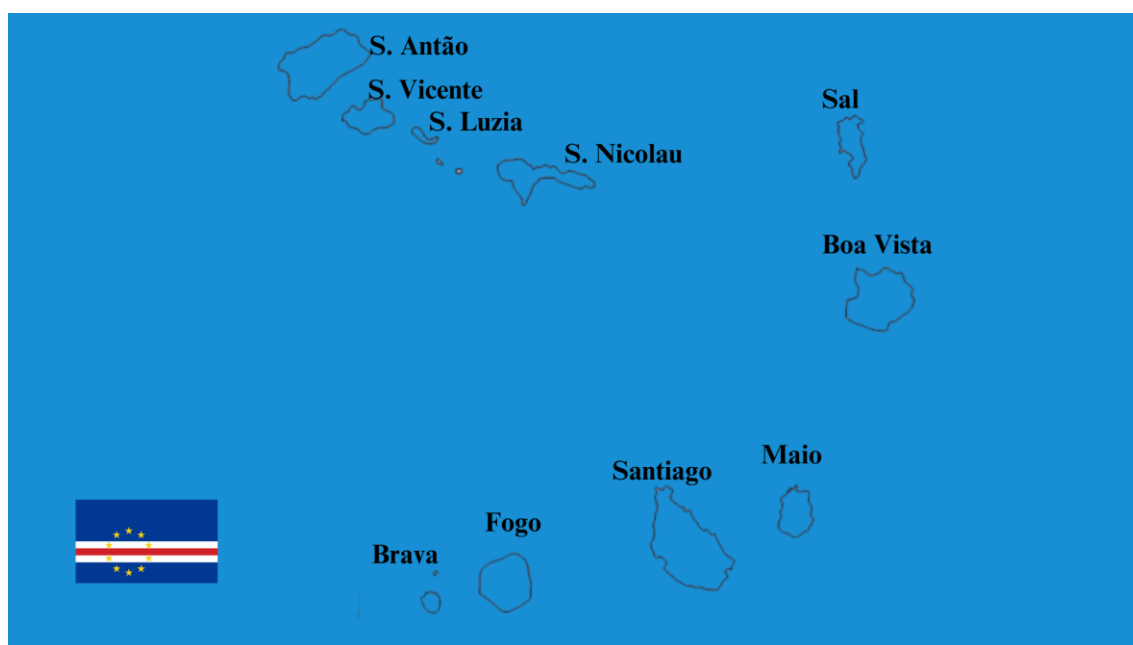 S. Antão
S. Vicente
S. Luzia
S. Nicolau
Sal
Boa Vista
Maio
Santiago
Fogo
Brava